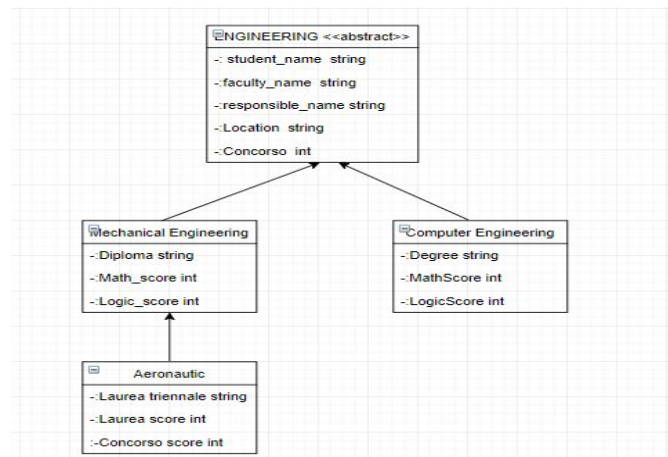 ENGINEERING <<abstract>>
-: student_name string
-:faculty_name string
-:responsible_name string
-:Location string
-:Concorso int
Mechanical Engineering
-:Diploma string
-:Math_score int
-:Logic_score int
Computer Engineering
-:Degree string
-:MathScore int
-:LogicScore int
Aeronautic
-:Laurea triennale string
-:Laurea score int
:-Concorso score int